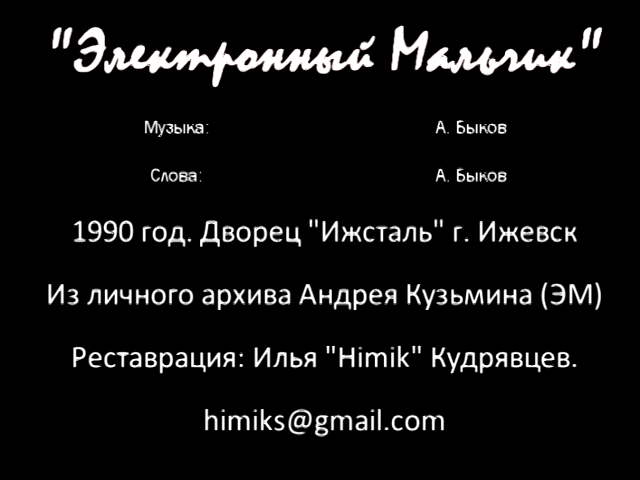 "Электронный Мальчик"
Музыка: А. Быков
Слова: А. Быков
1990 год. Дворец "Ижсталь" г. Ижевск
Из личного архива Андрея Кузьмина (ЭМ)
Реставрация: Илья "Himik" Кудрявцев.
himiks@gmail.com